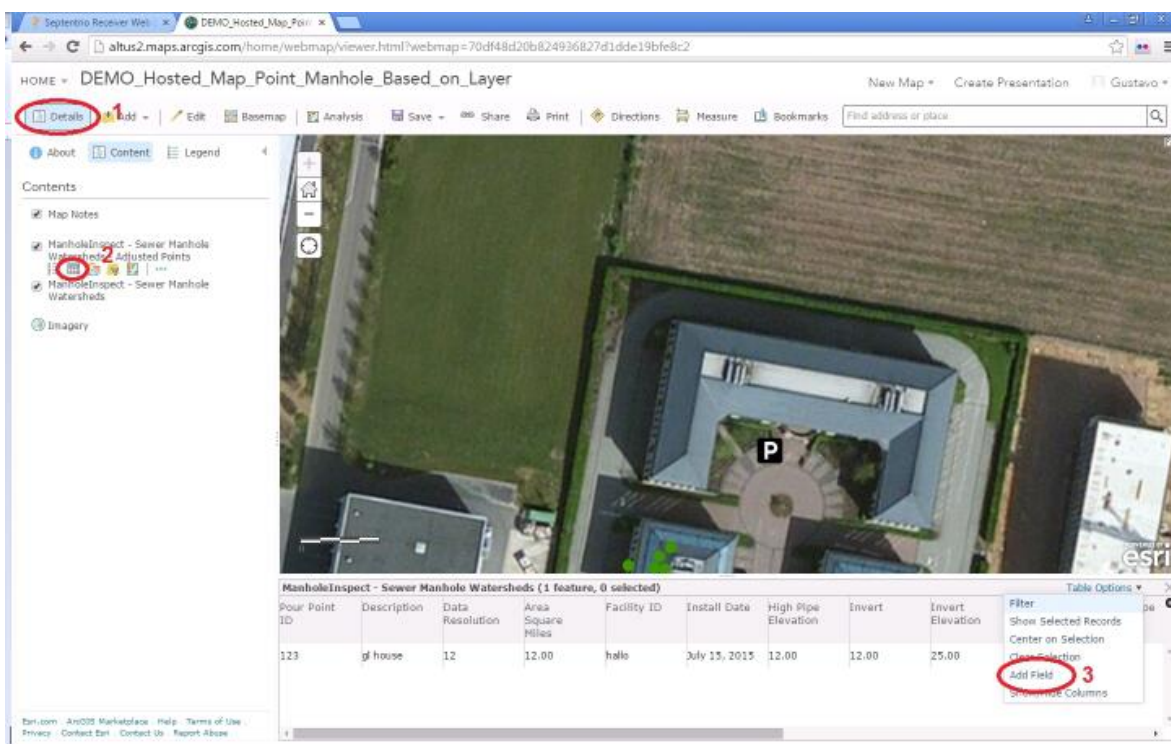 Septentrio Receiver Web
DEMO_Hosted_Map_Poin
altus2.maps.arcgis.com/home/webmap/viewer.html?webmap=70df48d20b824936827d1dde19bfe8c2
HOME DEMO_Hosted_Map_Point_Manhole_Based_on_Layer
New Map Create Presentation Gustavo
Details 1 Add Edit Basemap Analysis Save Share Print Directions Measure Bookmarks Find address or place
About Content Legend
Contents
Map Notes
ManholeInspect - Sewer Manhole
Watersheds Adjusted Points
2
ManholeInspect - Sewer Manhole
Watersheds
Imagery
P
POWERED BY
esri
ManholeInspect - Sewer Manhole Watersheds (1 feature, 0 selected)
Table Options
Pour Point ID
Description
Data Resolution
Area Square Miles
Facility ID
Install Date
High Pipe Elevation
Invert
Invert Elevation
123 gl house 12 12.00 hallo July 15, 2015 12.00 12.00 25.00
Filter
Show Selected Records
Center on Selection
Clear Selection
Add Field 3
Show/Hide Columns
Esri.com ArcGIS Marketplace Help Terms of Use
Privacy Contact Esri Contact Us Report Abuse